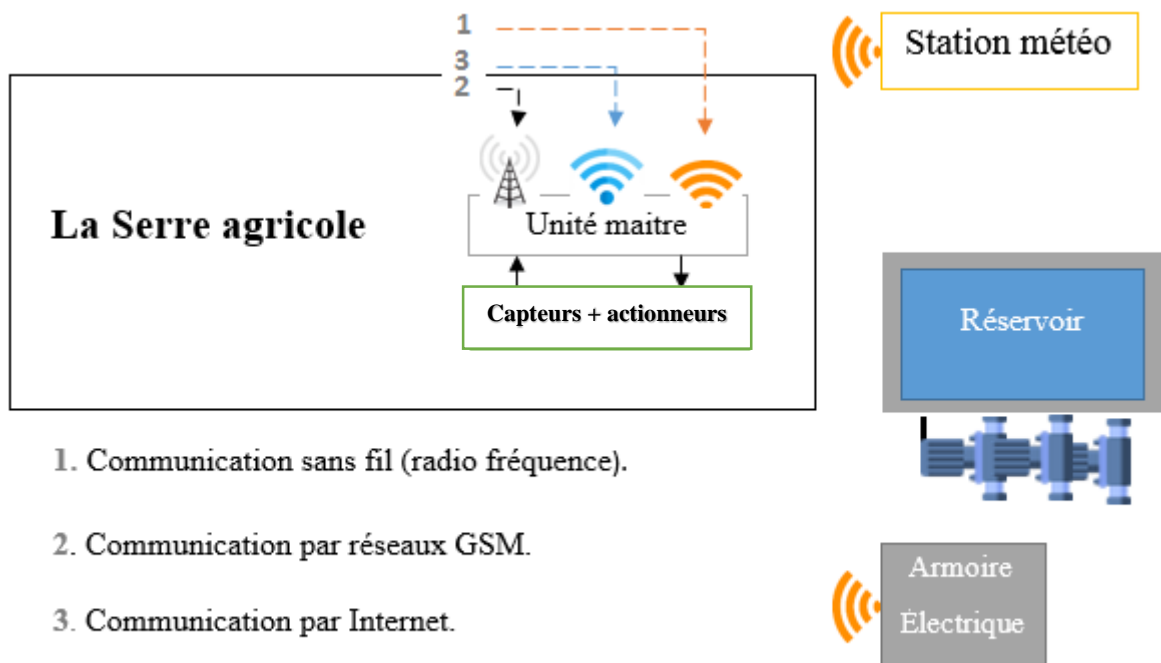 1
3
2
Station météo
La Serre agricole
Unité maitre
Capteurs + actionneurs
Réservoir
1. Communication sans fil (radio fréquence).
2. Communication par réseaux GSM.
3. Communication par Internet.
Armoire
Électrique